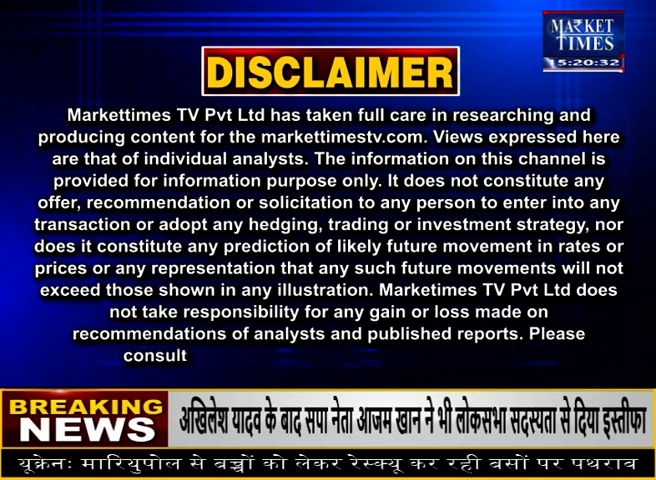 MARKET
TIMES
15:20:32
DISCLAIMER
Markettimes TV Pvt Ltd has taken full care in researching and
producing content for the markettimestv.com. Views expressed here
are that of individual analysts. The information on this channel is
provided for information purpose only. It does not constitute any
offer, recommendation or solicitation to any person to enter into any
transaction or adopt any hedging, trading or investment strategy, nor
does it constitute any prediction of likely future movement in rates or
prices or any representation that any such future movements will not
exceed those shown in any illustration. Marketimes TV Pvt Ltd does
not take responsibility for any gain or loss made on
recommendations of analysts and published reports. Please
consult
BREAKING
NEWS
अखिलेश यादव के बाद सपा नेता आजम खान ने भी लोकसभा सदस्यता से दिया इस्तीफा
यूक्रेन: मारियुपोल से बच्चों को लेकर रेस्क्यू कर रही बसों पर पथराब